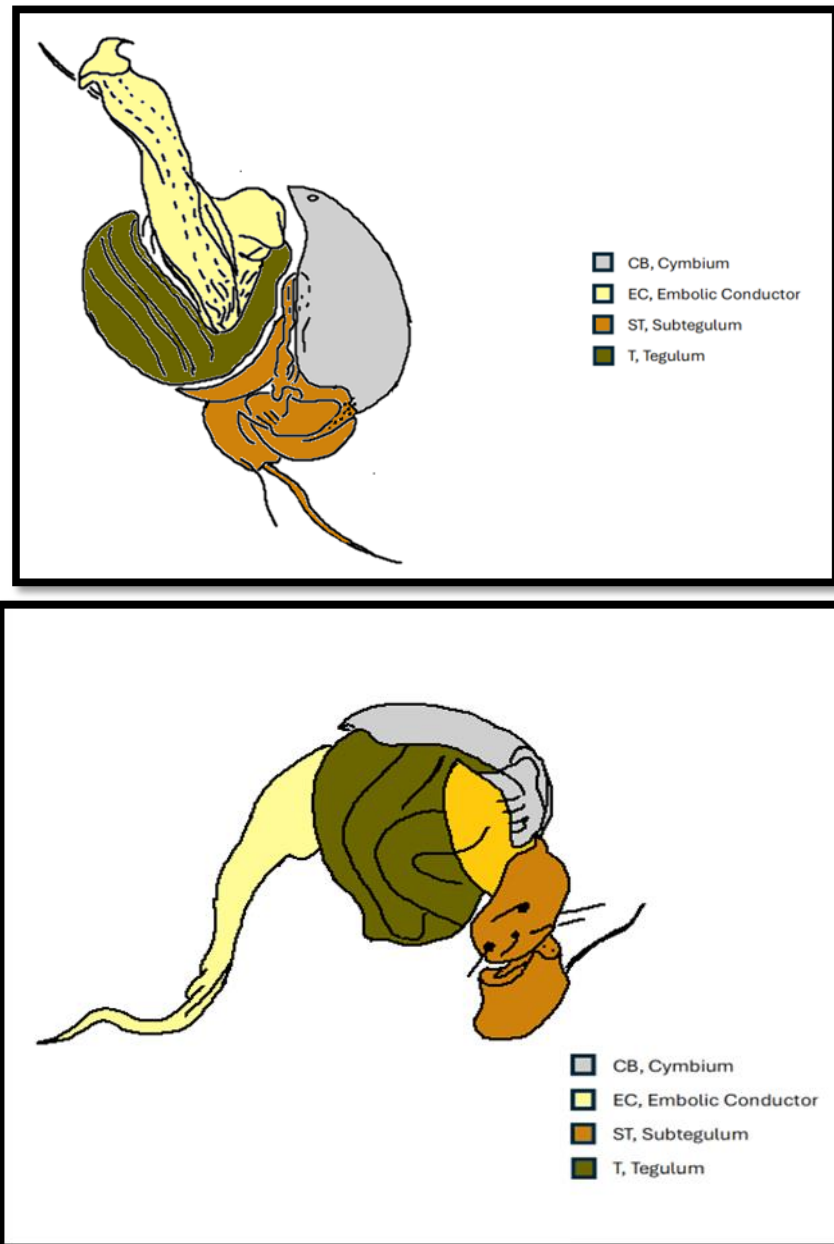 CB, Cymbium
EC, Embolic Conductor
ST, Subtegulum
T, Tegulum
CB, Cymbium
EC, Embolic Conductor
ST, Subtegulum
T, Tegulum